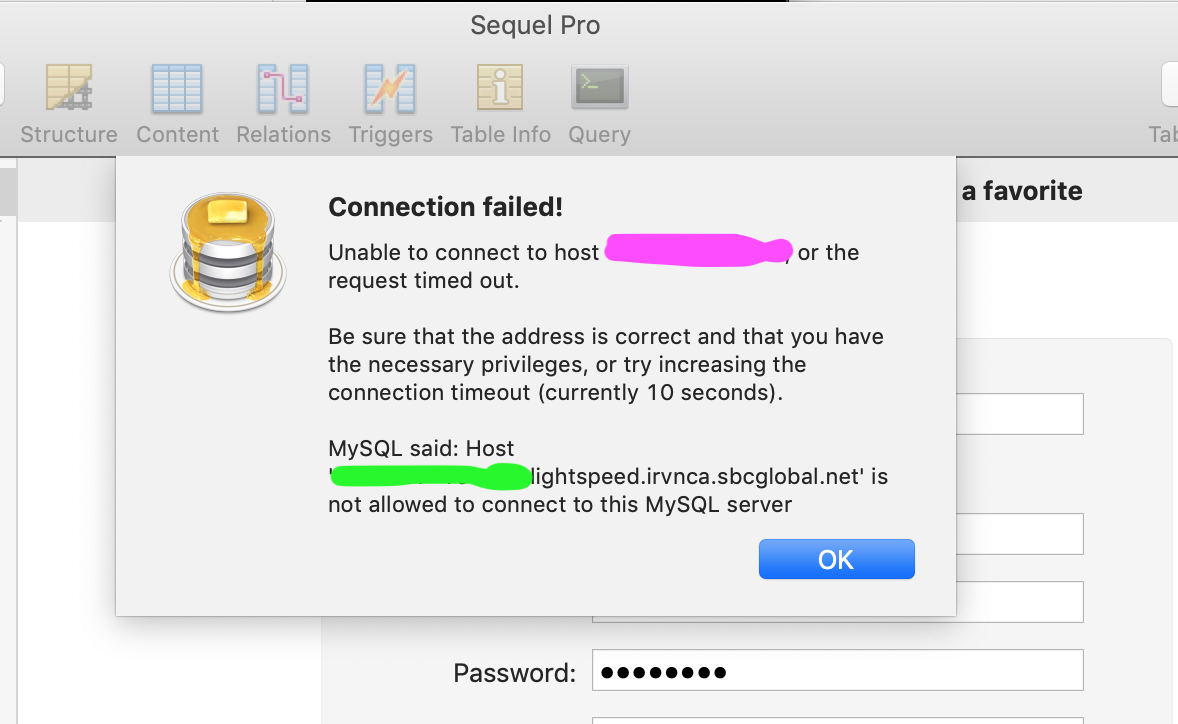 Sequel Pro
Structure Content Relations Triggers Table Info Query
a favorite
Connection failed!
Unable to connect to host , or the
request timed out.
Be sure that the address is correct and that you have
the necessary privileges, or try increasing the
connection timeout (currently 10 seconds).
MySQL said: Host
'lightspeed.irvnca.sbcglobal.net' is
not allowed to connect to this MySQL server
OK
Password: